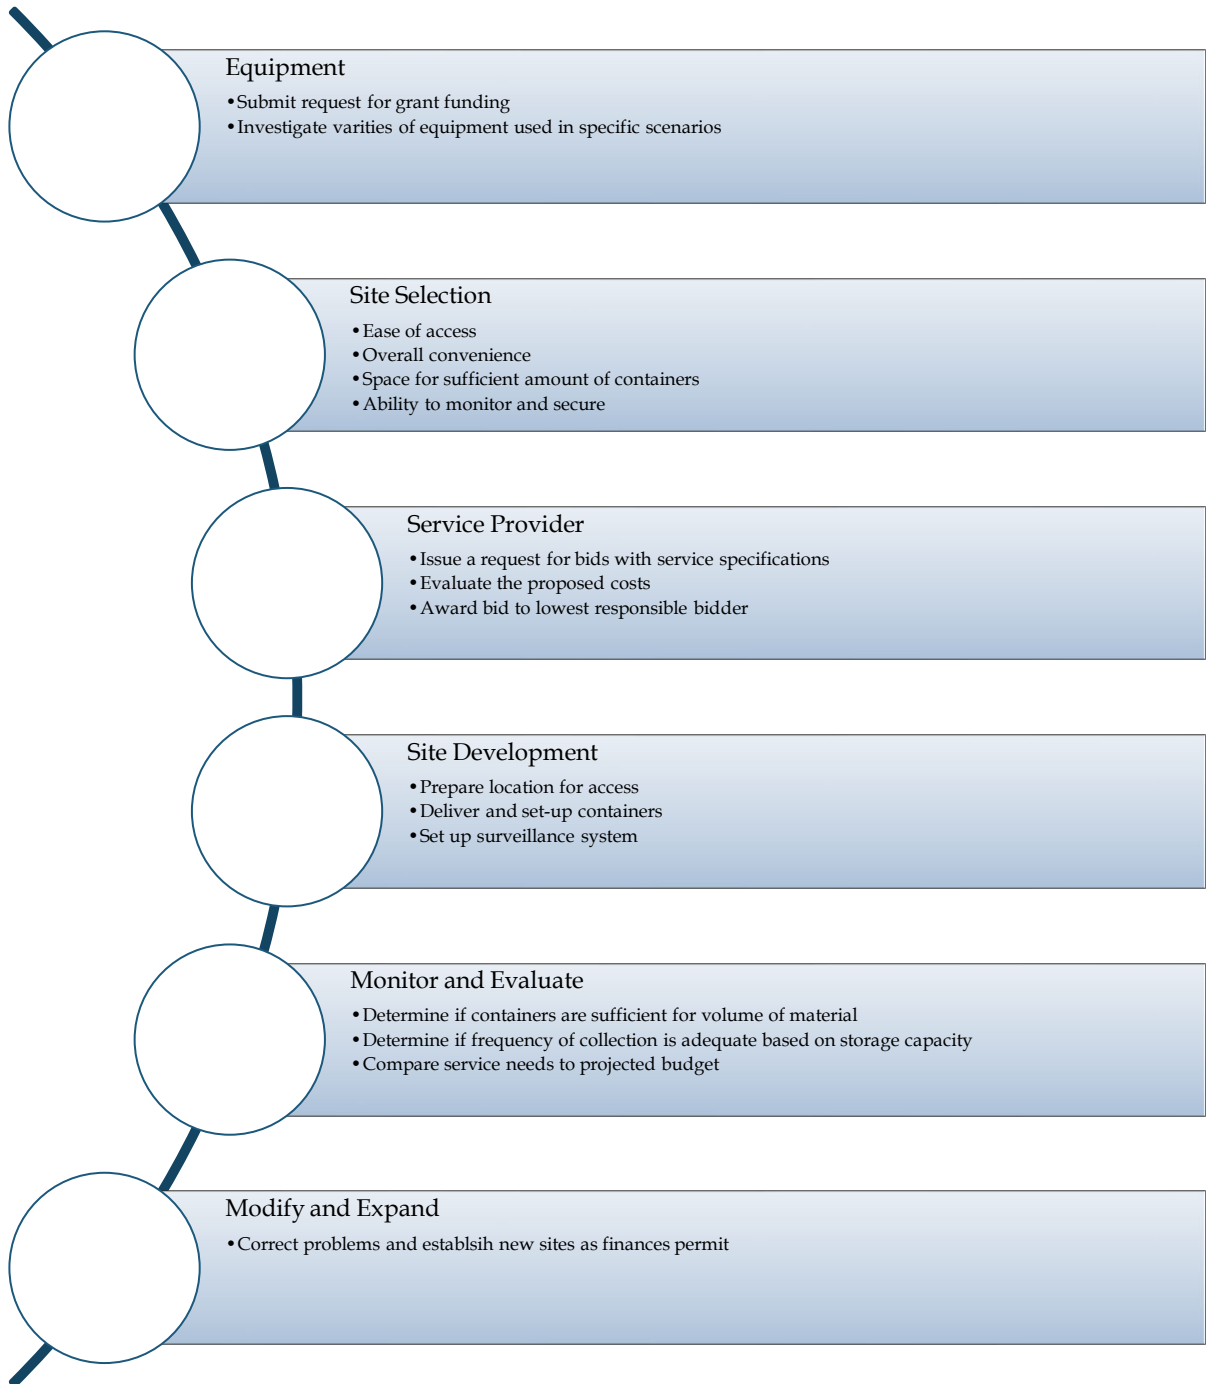 Equipment
•Submit request for grant funding
•Investigate varities of equipment used in specific scenarios
Site Selection
•Ease of access
•Overall convenience
•Space for sufficient amount of containers
•Ability to monitor and secure
Service Provider
•Issue a request for bids with service specifications
•Evaluate the proposed costs
•Award bid to lowest responsible bidder
Site Development
•Prepare location for access
•Deliver and set-up containers
•Set up surveillance system
Monitor and Evaluate
•Determine if containers are sufficient for volume of material
•Determine if frequency of collection is adequate based on storage capacity
•Compare service needs to projected budget
Modify and Expand
•Correct problems and establsih new sites as finances permit